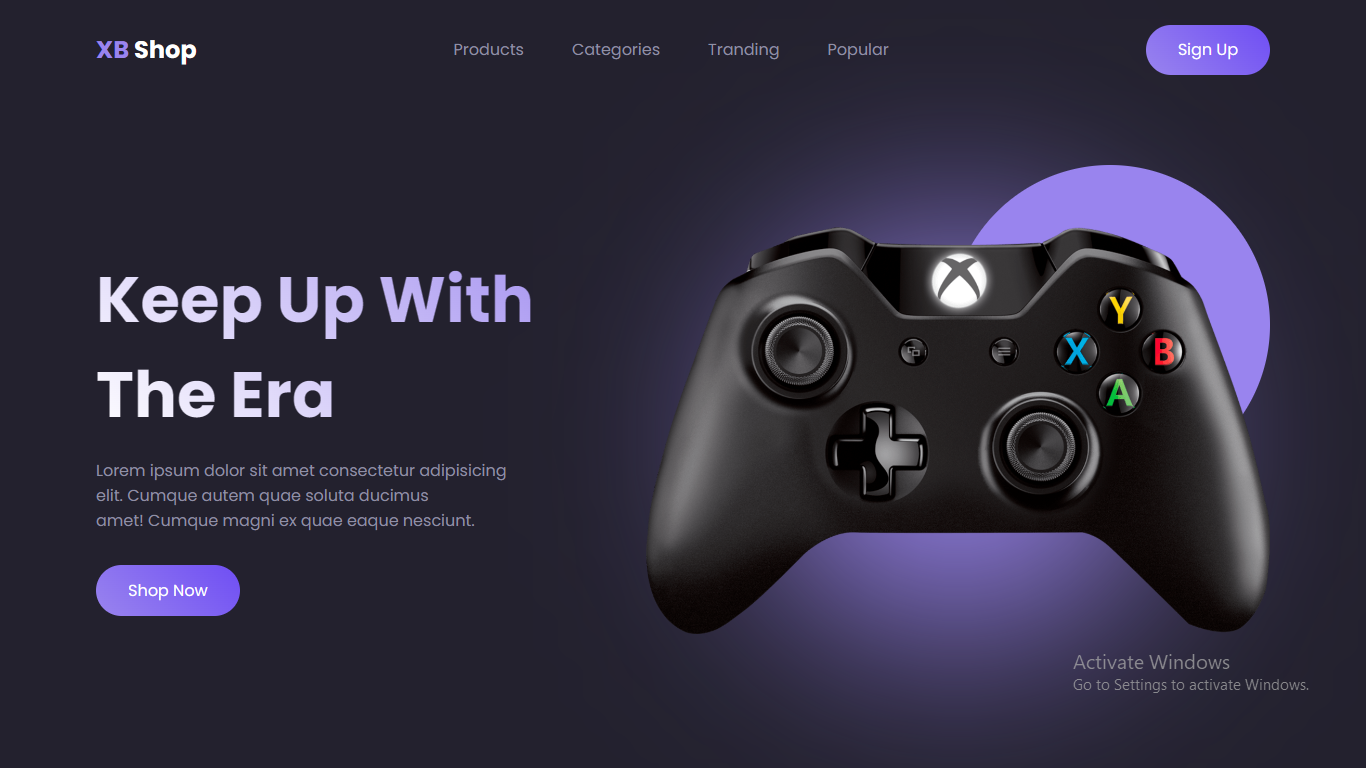 XB Shop
Products
Categories
Tranding
Popular
Sign Up
Keep Up With
The Era
Lorem ipsum dolor sit amet consectetur adipisicing
elit. Cumque autem quae soluta ducimus
amet! Cumque magni ex quae eaque nesciunt.
Shop Now
Y
X
B
A
Activate Windows
Go to Settings to activate Windows.